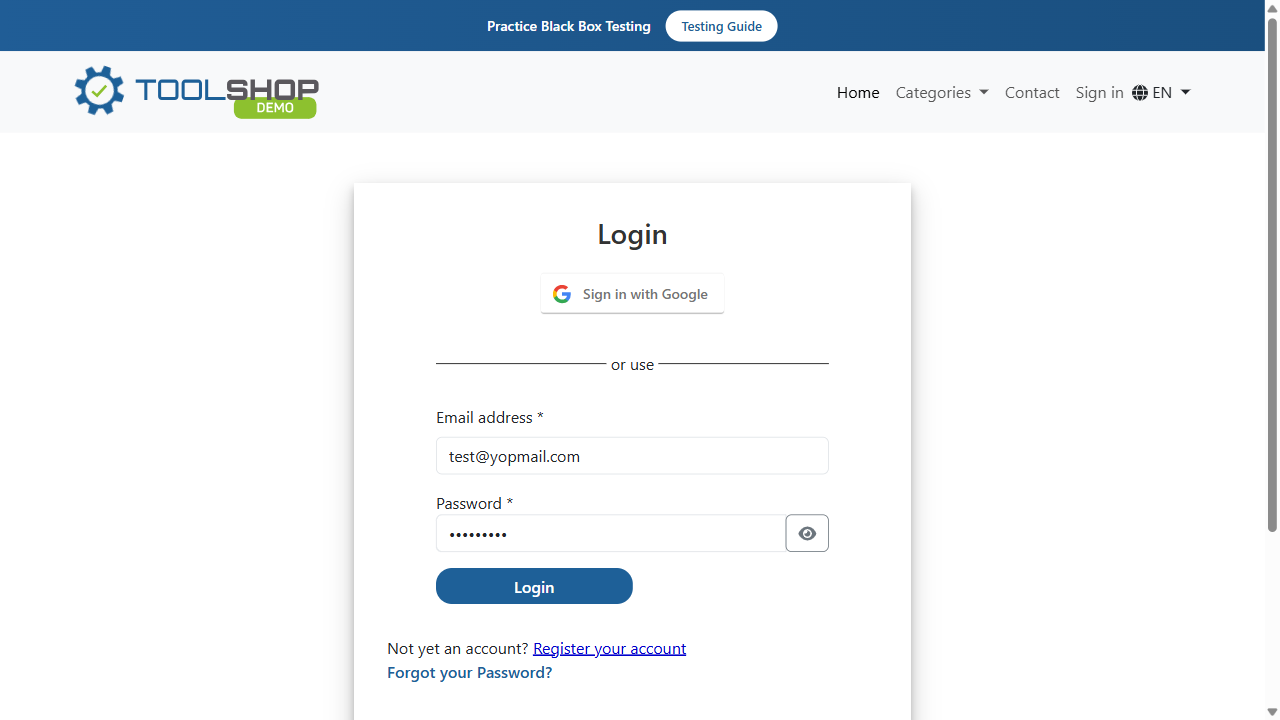 Practice Black Box Testing Testing Guide
TOOLSHOP
DEMO
Home Categories Contact Sign in EN
Login
Sign in with Google
or use
Email address *
test@yopmail.com
Password *
•••••••••
Login
Not yet an account? Register your account
Forgot your Password?